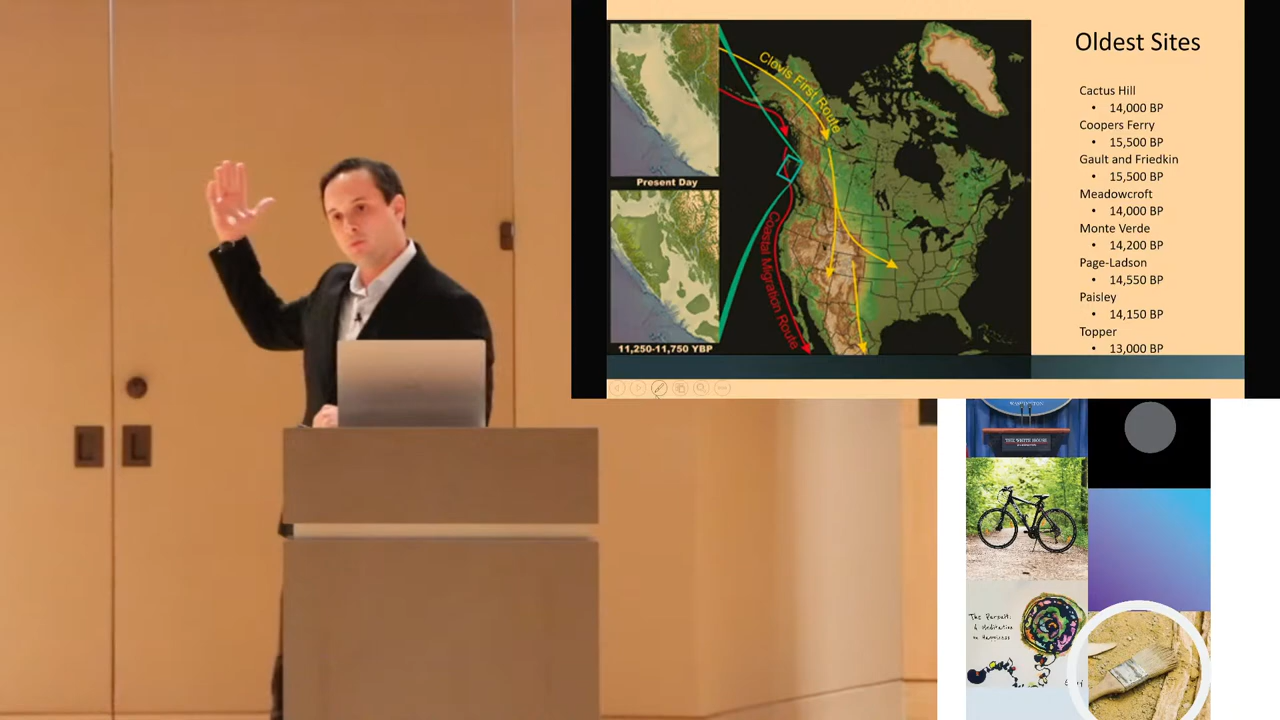 Clovis First Route
Coastal Migration Route
Present Day
11,250-11,750 YBP
Oldest Sites
Cactus Hill
• 14,000 BP
Coopers Ferry
• 15,500 BP
Gault and Friedkin
• 15,500 BP
Meadowcroft
• 14,000 BP
Monte Verde
• 14,200 BP
Page-Ladson
• 14,550 BP
Paisley
• 14,150 BP
Topper
• 13,000 BP
WASHINGTON
THE WHITE HOUSE
The Pursuit:
A Meditation
on Happiness